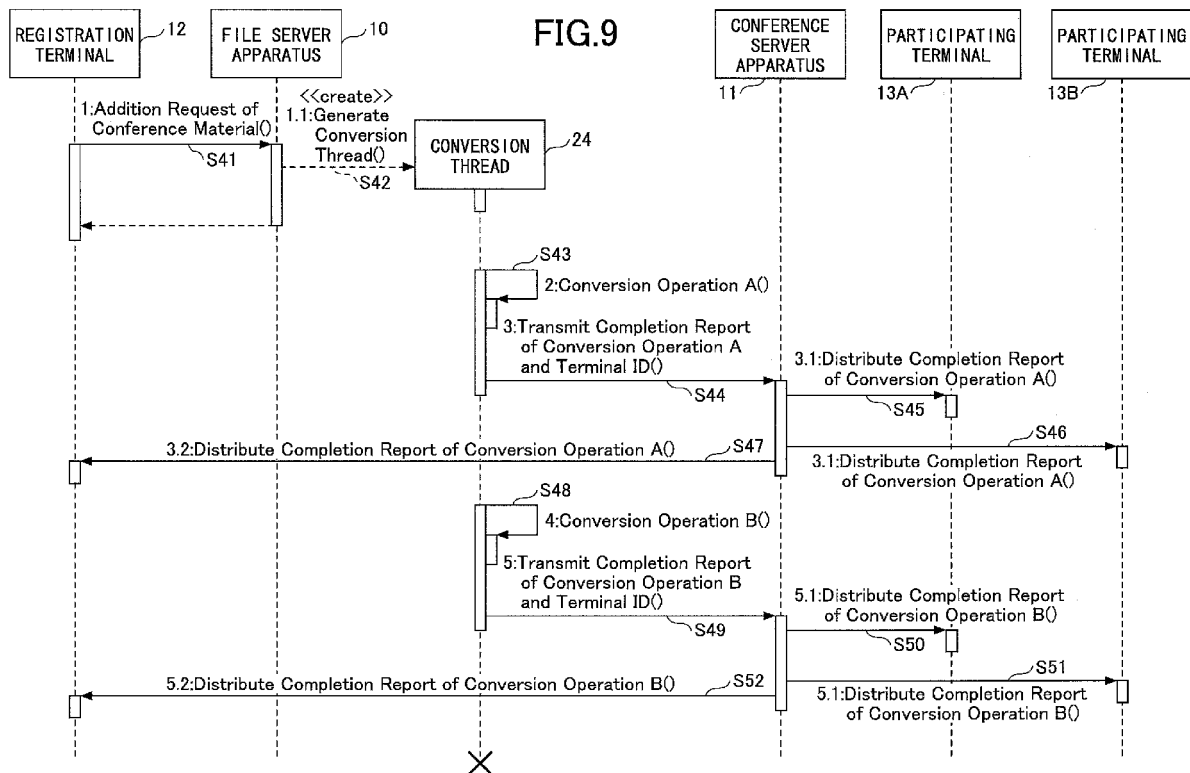 FIG.9
REGISTRATION
TERMINAL
12
FILE SERVER
APPARATUS
10
CONFERENCE
SERVER
APPARATUS
11
PARTICIPATING
TERMINAL
13A
PARTICIPATING
TERMINAL
13B
1:Addition Request of
Conference Material()
S41
<<create>>
1.1:Generate
Conversion
Thread()
S42
CONVERSION
THREAD
24
S43
2:Conversion Operation A()
3:Transmit Completion Report
of Conversion Operation A
and Terminal ID()
S44
3.1:Distribute Completion Report
of Conversion Operation A()
S45
S46
3.1:Distribute Completion Report
of Conversion Operation A()
3.2:Distribute Completion Report of Conversion Operation A()
S47
S48
4:Conversion Operation B()
5:Transmit Completion Report
of Conversion Operation B
and Terminal ID()
S49
5.1:Distribute Completion Report
of Conversion Operation B()
S50
S51
5.1:Distribute Completion Report
of Conversion Operation B()
5.2:Distribute Completion Report of Conversion Operation B()
S52